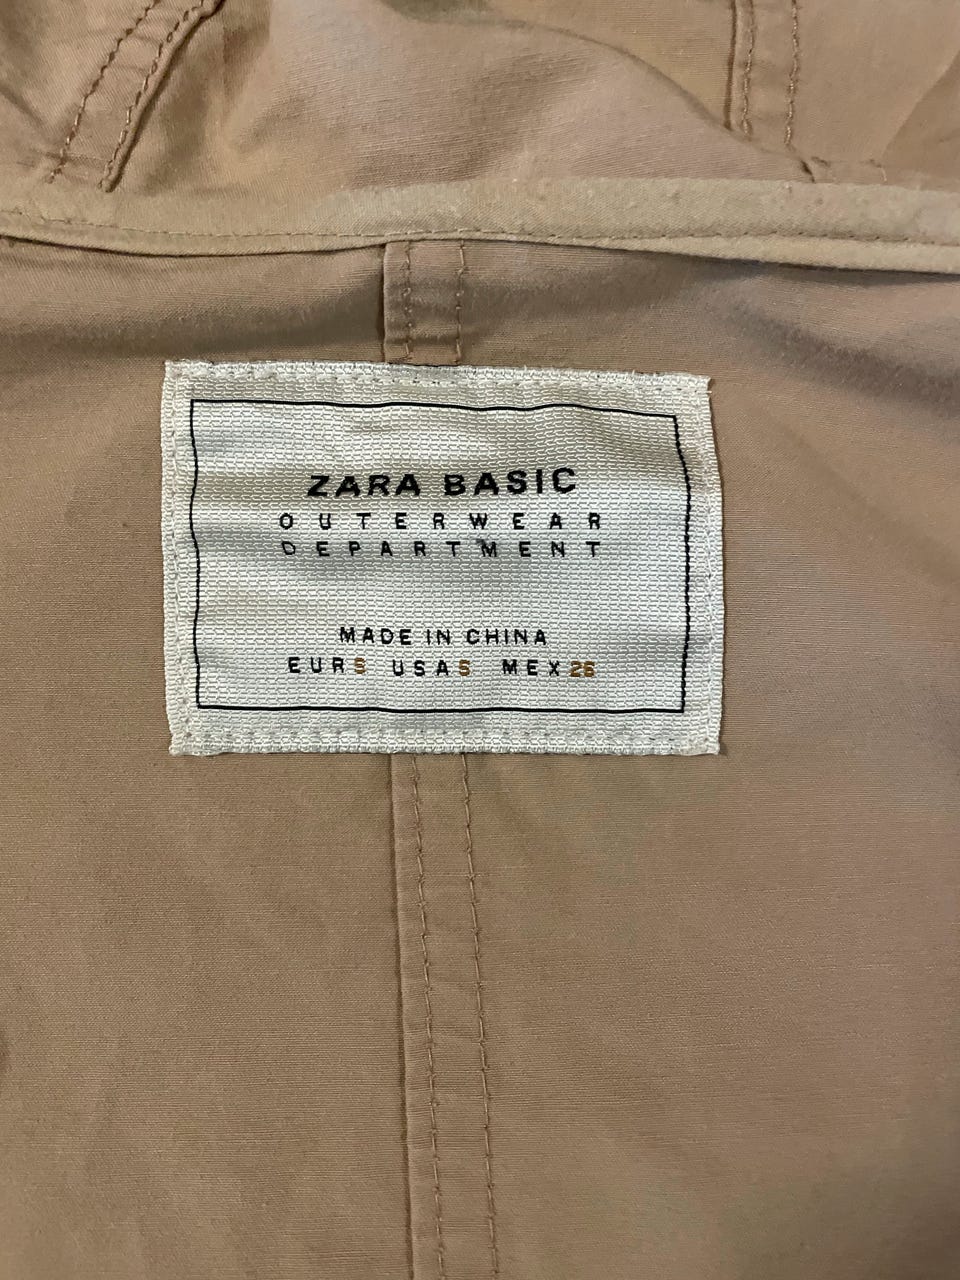 ZARA BASIC
OUTERWEAR
DEPARTMENT
MADE IN CHINA
EUR S USA S MEX 26